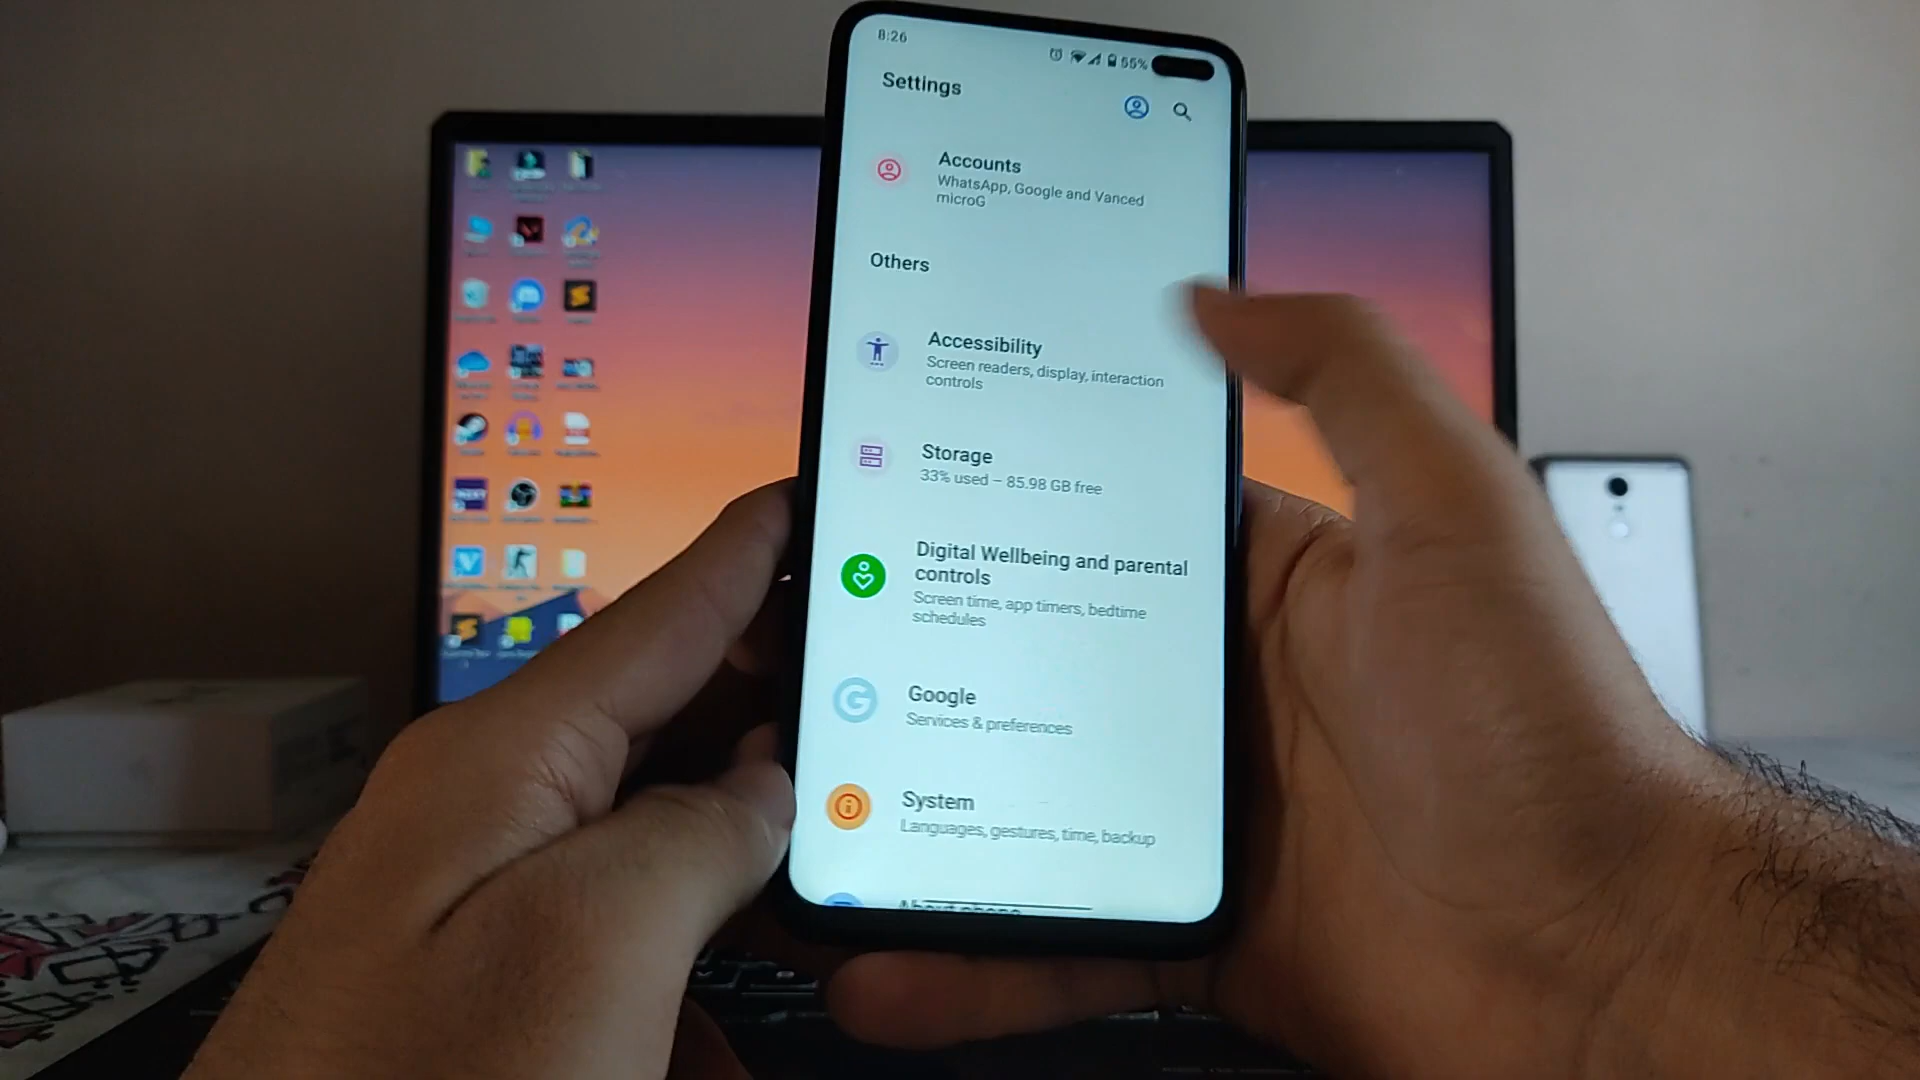 8:26
55%
Settings
Accounts
WhatsApp, Google and Vanced
microG
Others
Accessibility
Screen readers, display, interaction
controls
Storage
33% used – 85.98 GB free
Digital Wellbeing and parental
controls
Screen time, app timers, bedtime
schedules
Google
Services & preferences
System
Languages, gestures, time, backup
About phone